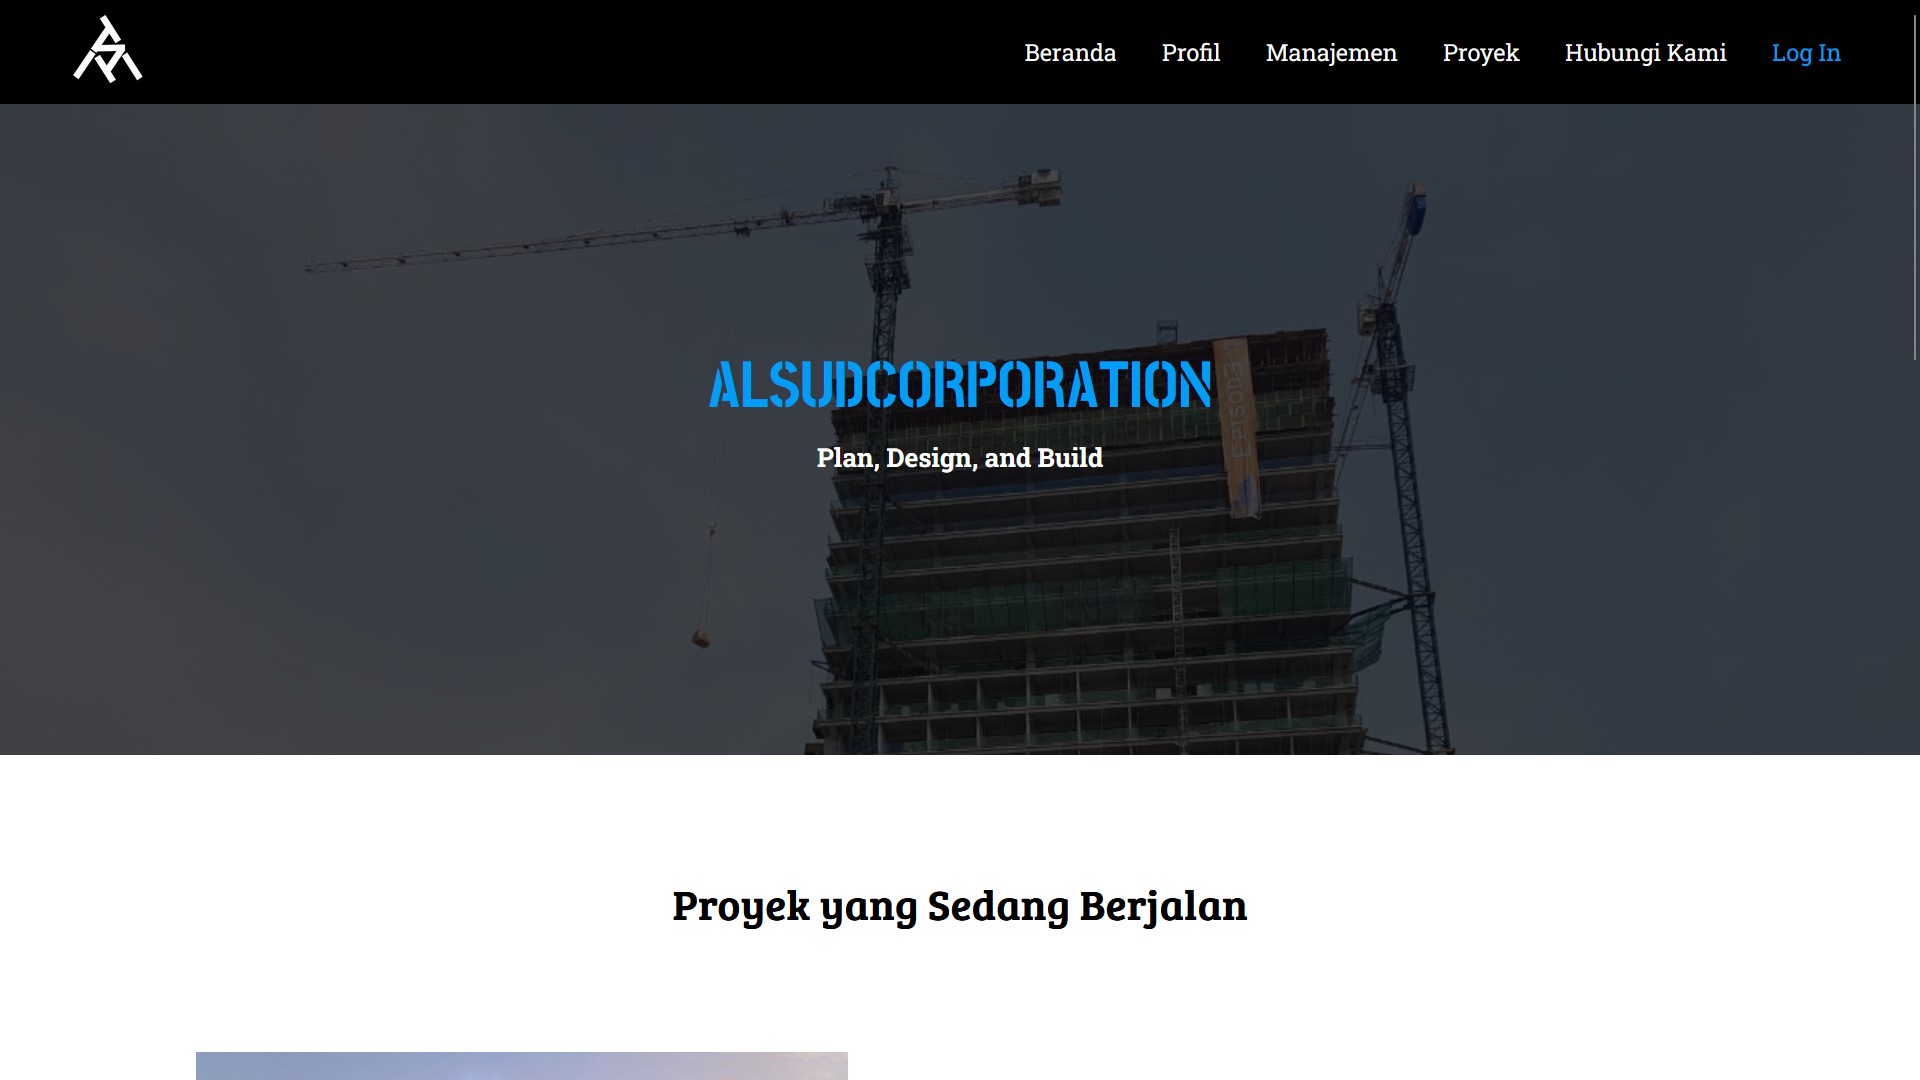 Beranda Profil Manajemen Proyek Hubungi Kami Log In
ALSUDCORPORATION
Plan, Design, and Build
Proyek yang Sedang Berjalan